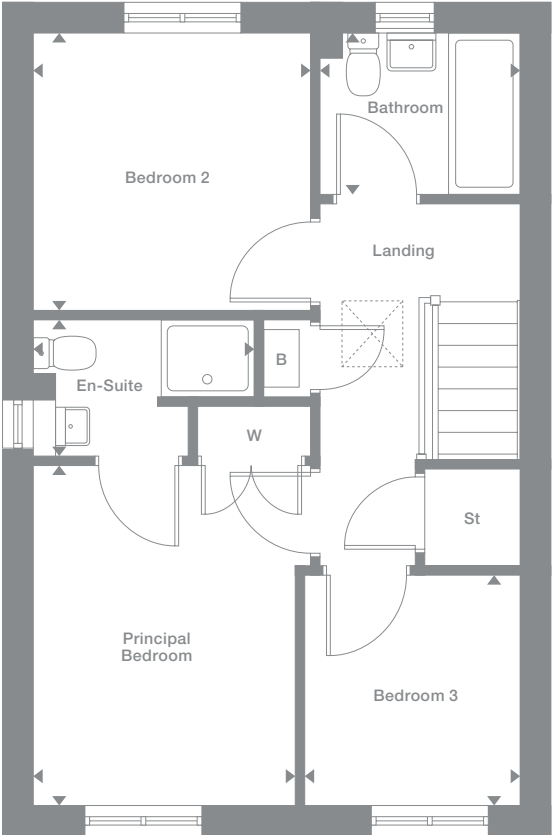 Bathroom
Bedroom 2
Landing
B
En-Suite
W
St
Principal
Bedroom
Bedroom 3